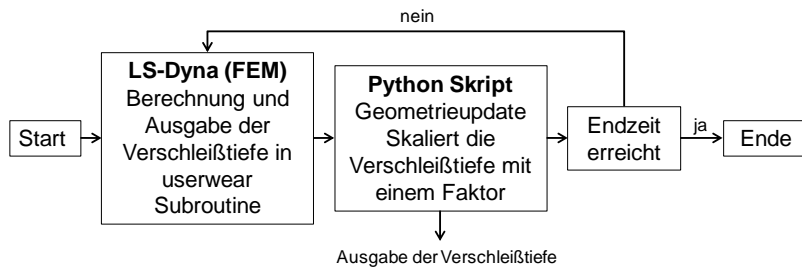 nein
LS-Dyna (FEM)
Berechnung und
Ausgabe der
Verschleißtiefe in
userwear
Subroutine
Python Skript
Geometrieupdate
Skaliert die
Verschleißtiefe mit
einem Faktor
Start
Endzeit
erreicht
ja
Ende
Ausgabe der Verschleißtiefe